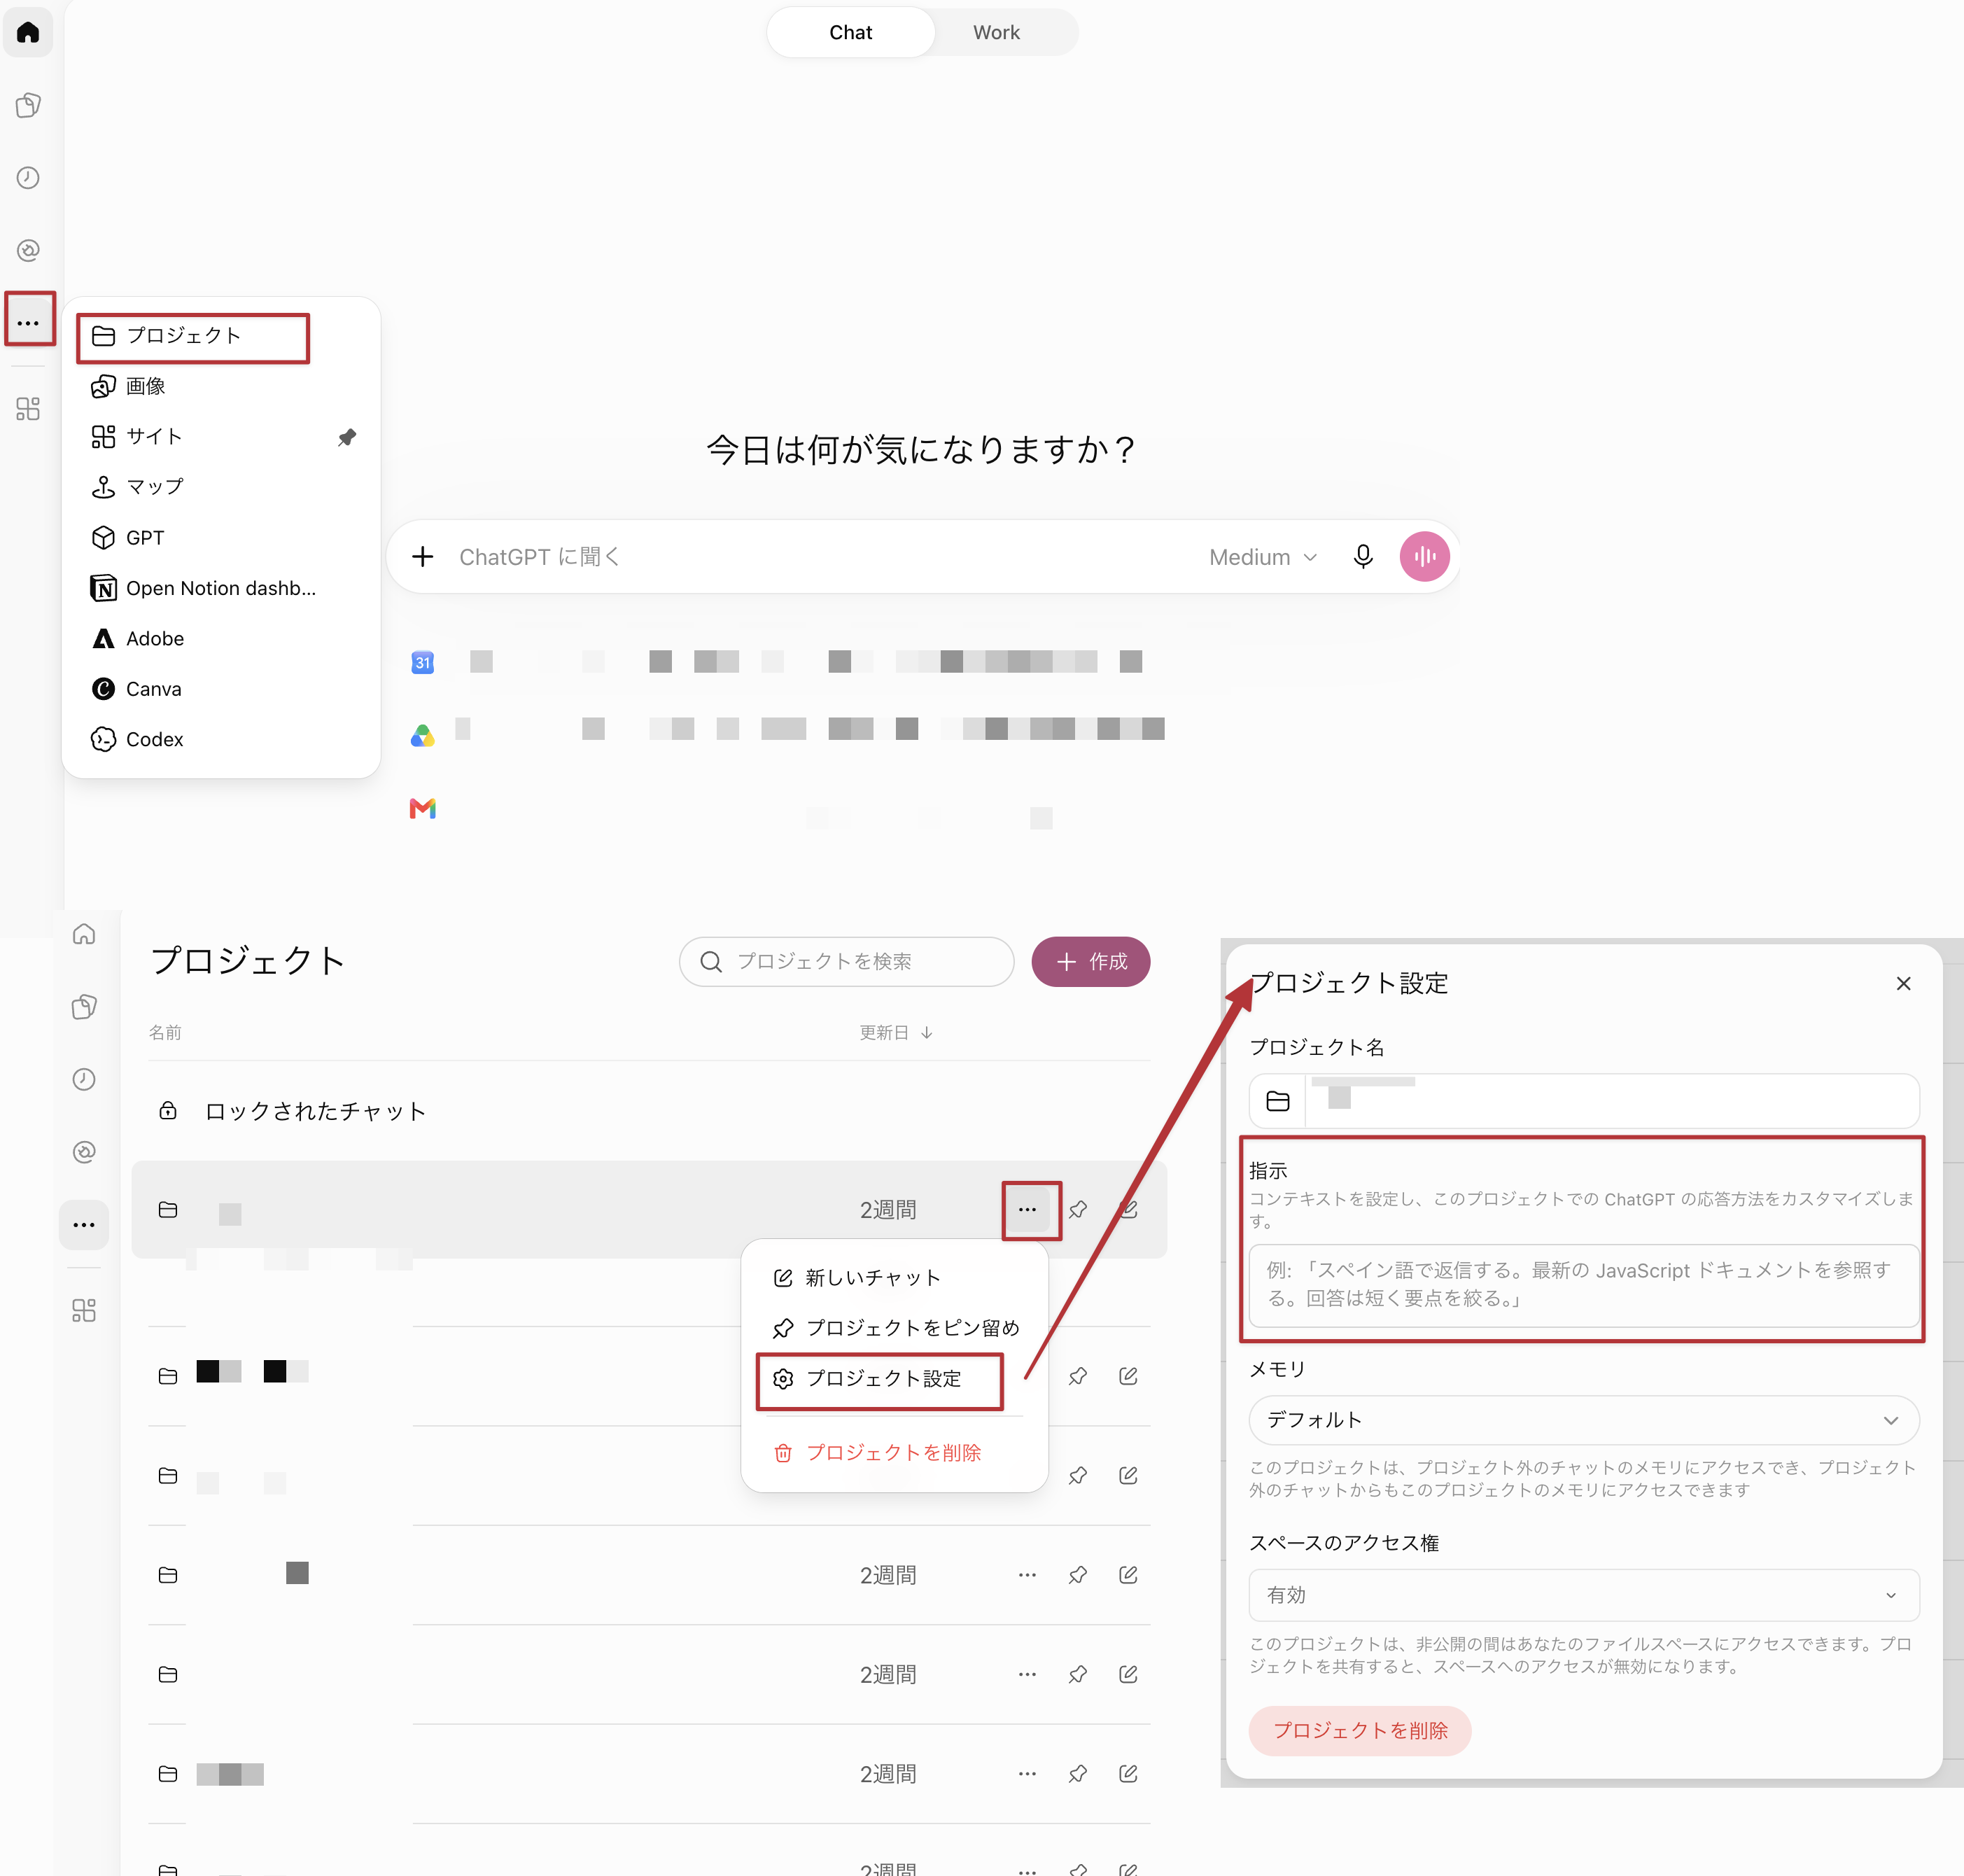 Chat
Work
プロジェクト
画像
サイト
マップ
GPT
Open Notion dashb...
Adobe
Canva
Codex
今日は何が気になりますか？
ChatGPT に聞く
Medium
31
プロジェクト
プロジェクトを検索
作成
名前
更新日
ロックされたチャット
2週間
新しいチャット
プロジェクトをピン留め
プロジェクト設定
プロジェクトを削除
2週間
2週間
2週間
2週間
プロジェクト設定
プロジェクト名
指示
コンテキストを設定し、このプロジェクトでの ChatGPT の応答方法をカスタマイズしま
す。
例: 「スペイン語で返信する。最新の JavaScript ドキュメントを参照す
る。回答は短く要点を絞る。」
メモリ
デフォルト
このプロジェクトは、プロジェクト外のチャットのメモリにアクセスでき、プロジェクト
外のチャットからもこのプロジェクトのメモリにアクセスできます
スペースのアクセス権
有効
このプロジェクトは、非公開の間はあなたのファイルスペースにアクセスできます。プロ
ジェクトを共有すると、スペースへのアクセスが無効になります。
プロジェクトを削除